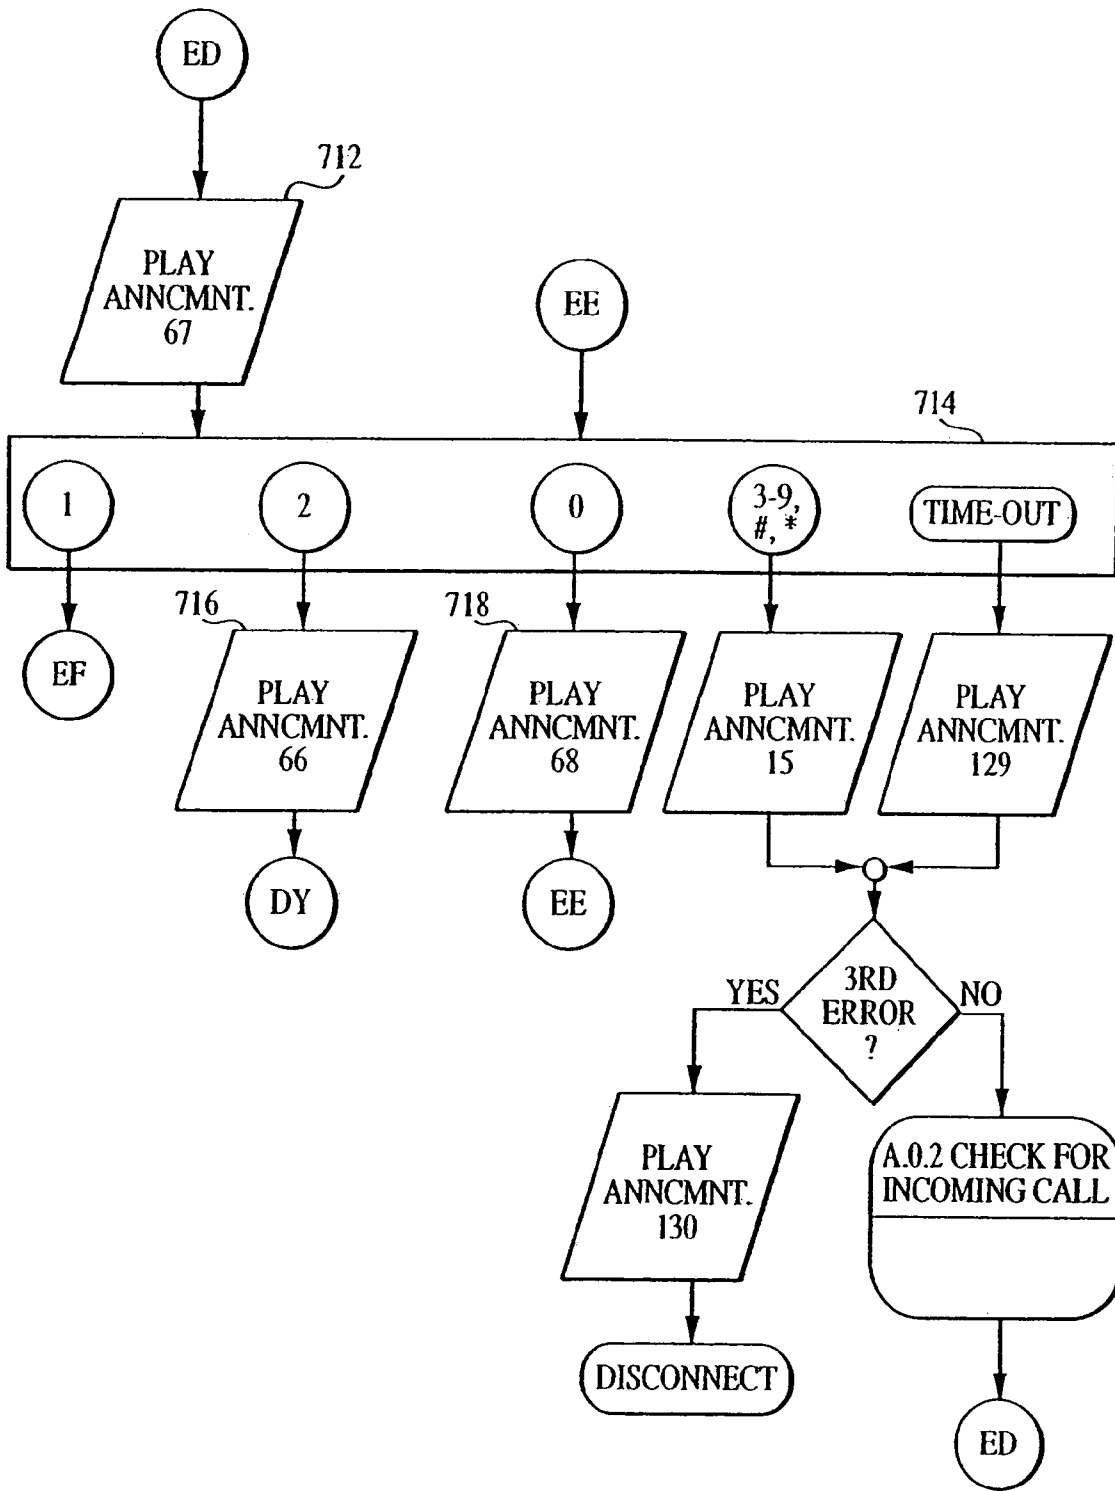 ED
712
PLAY
ANNCMNT.
67
EE
714
1
2
0
3-9,
#, *
TIME-OUT
716
718
EF
PLAY
ANNCMNT.
66
PLAY
ANNCMNT.
68
PLAY
ANNCMNT.
15
PLAY
ANNCMNT.
129
DY
EE
3RD
ERROR
?
YES
NO
PLAY
ANNCMNT.
130
A.0.2 CHECK FOR
INCOMING CALL
DISCONNECT
ED